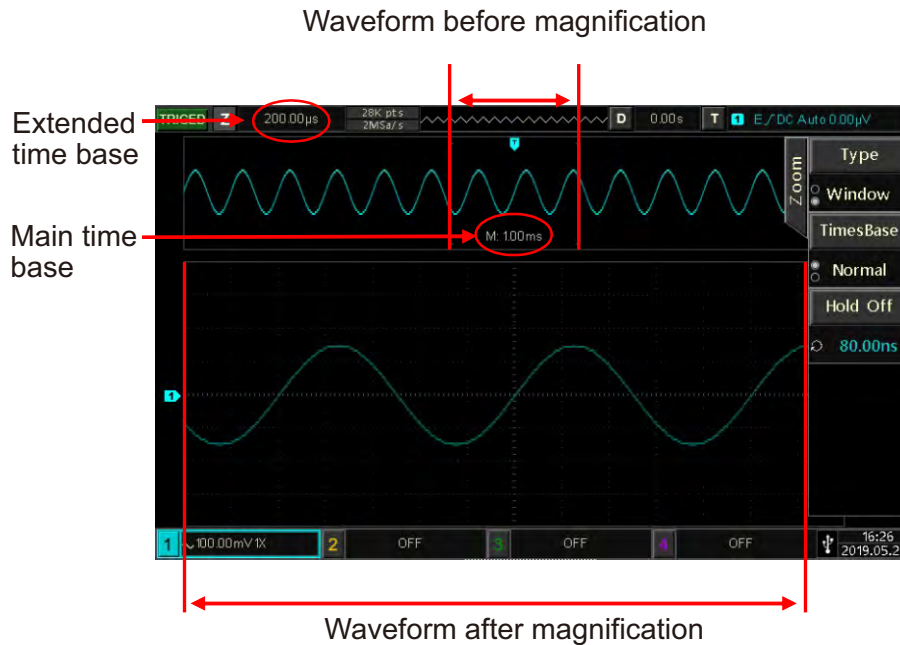 Waveform before magnification
Extended
time base
TRIGED Z 200.00μs 28K pts
2MSa/s D 0.00s T 1 E DC Auto 0.00μV
T
Zoom
Type
Window
Main time
base
M: 1.00ms
TimesBase
Normal
Hold Off
80.00ns
1
1 100.00mV 1X 2 OFF 3 OFF 4 OFF 16:26
2019.05.2
Waveform after magnification